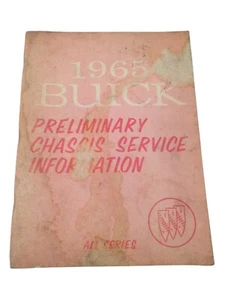 1965
BUICK
PRELIMINARY
CHASSIS SERVICE
INFORMATION
ALL SERIES